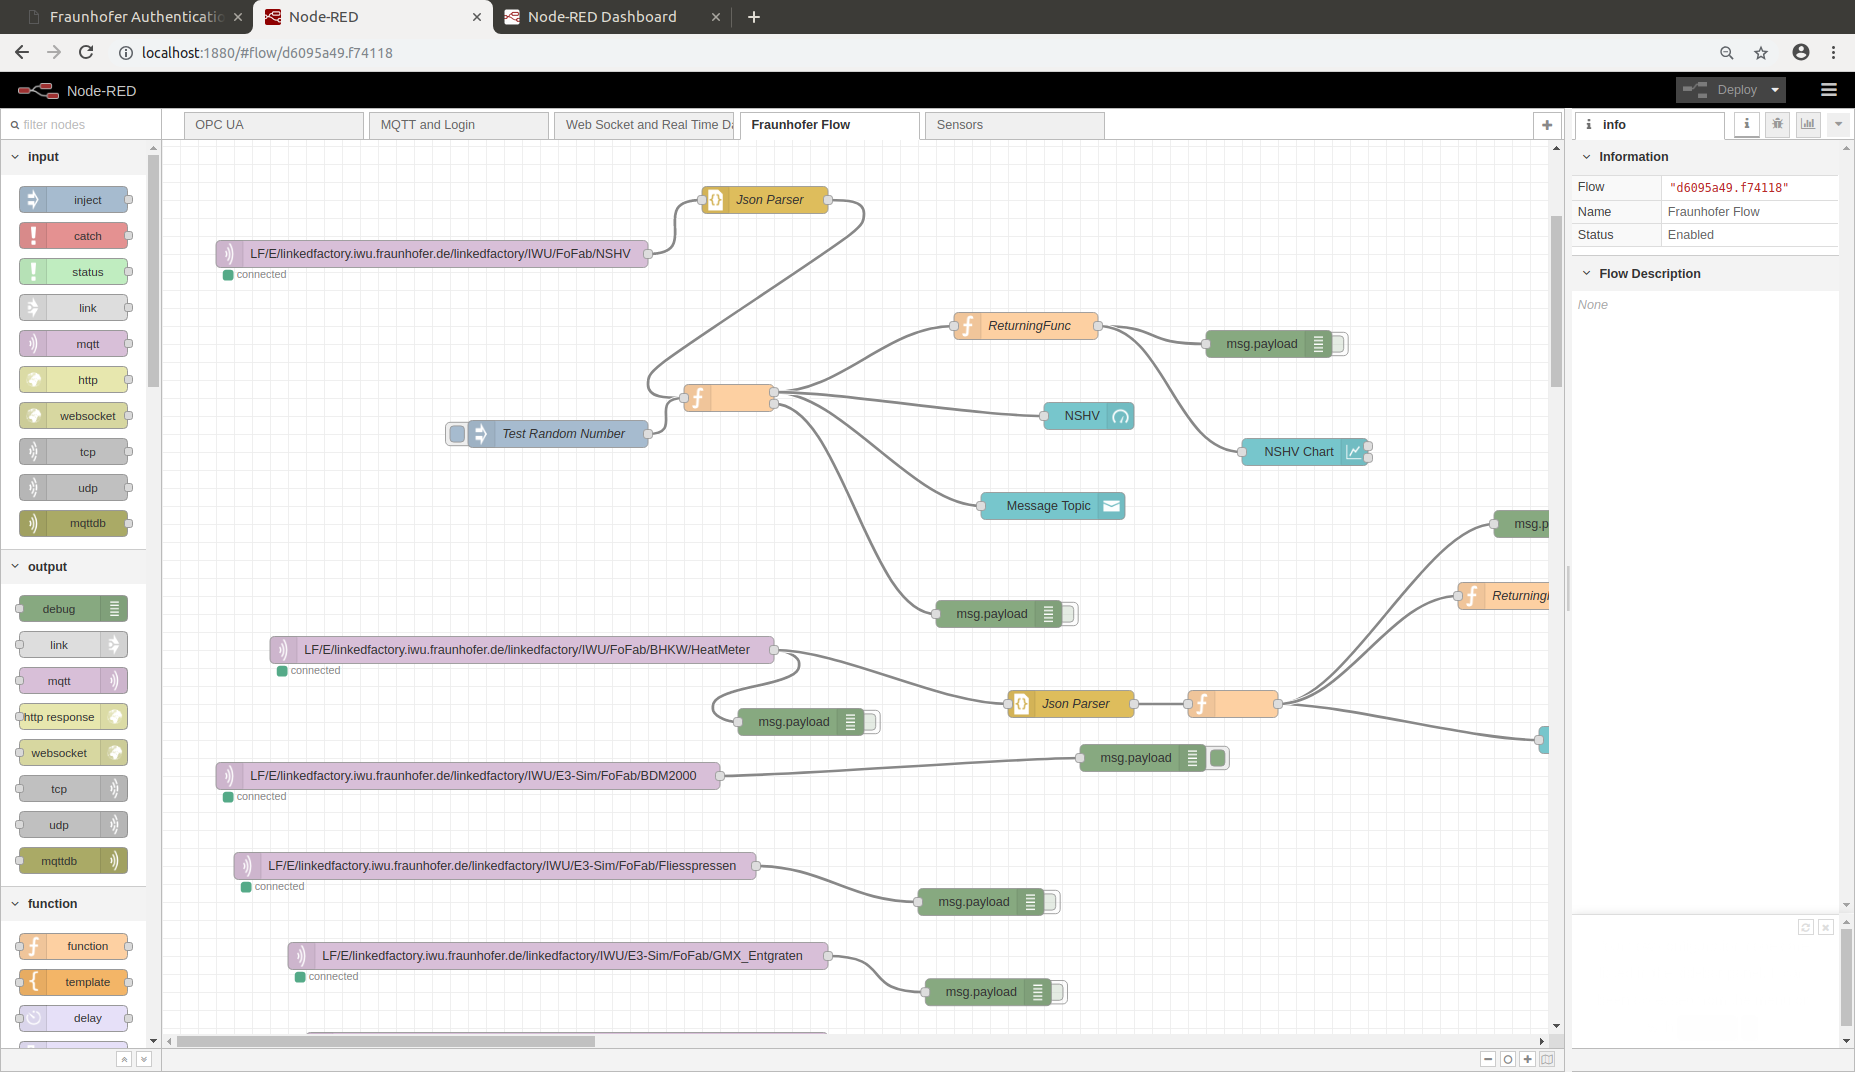 Fraunhofer Authenticatio
Node-RED
Node-RED Dashboard
localhost:1880/#flow/d6095a49.f74118
Node-RED
Deploy
filter nodes
OPC UA
MQTT and Login
Web Socket and Real Time Da
Fraunhofer Flow
Sensors
info
input
inject
catch
status
link
mqtt
http
websocket
tcp
udp
mqttdb
output
debug
link
mqtt
http response
websocket
tcp
udp
mqttdb
function
function
template
delay
Json Parser
LF/E/linkedfactory.iwu.fraunhofer.de/linkedfactory/IWU/FoFab/NSHV
connected
ReturningFunc
msg.payload
NSHV
Test Random Number
NSHV Chart
Message Topic
msg.p
ReturningF
msg.payload
LF/E/linkedfactory.iwu.fraunhofer.de/linkedfactory/IWU/FoFab/BHKW/HeatMeter
connected
Json Parser
msg.payload
msg.payload
LF/E/linkedfactory.iwu.fraunhofer.de/linkedfactory/IWU/E3-Sim/FoFab/BDM2000
connected
LF/E/linkedfactory.iwu.fraunhofer.de/linkedfactory/IWU/E3-Sim/FoFab/Fliesspressen
connected
msg.payload
LF/E/linkedfactory.iwu.fraunhofer.de/linkedfactory/IWU/E3-Sim/FoFab/GMX_Entgraten
connected
msg.payload
Information
Flow "d6095a49.f74118"
Name Fraunhofer Flow
Status Enabled
Flow Description
None